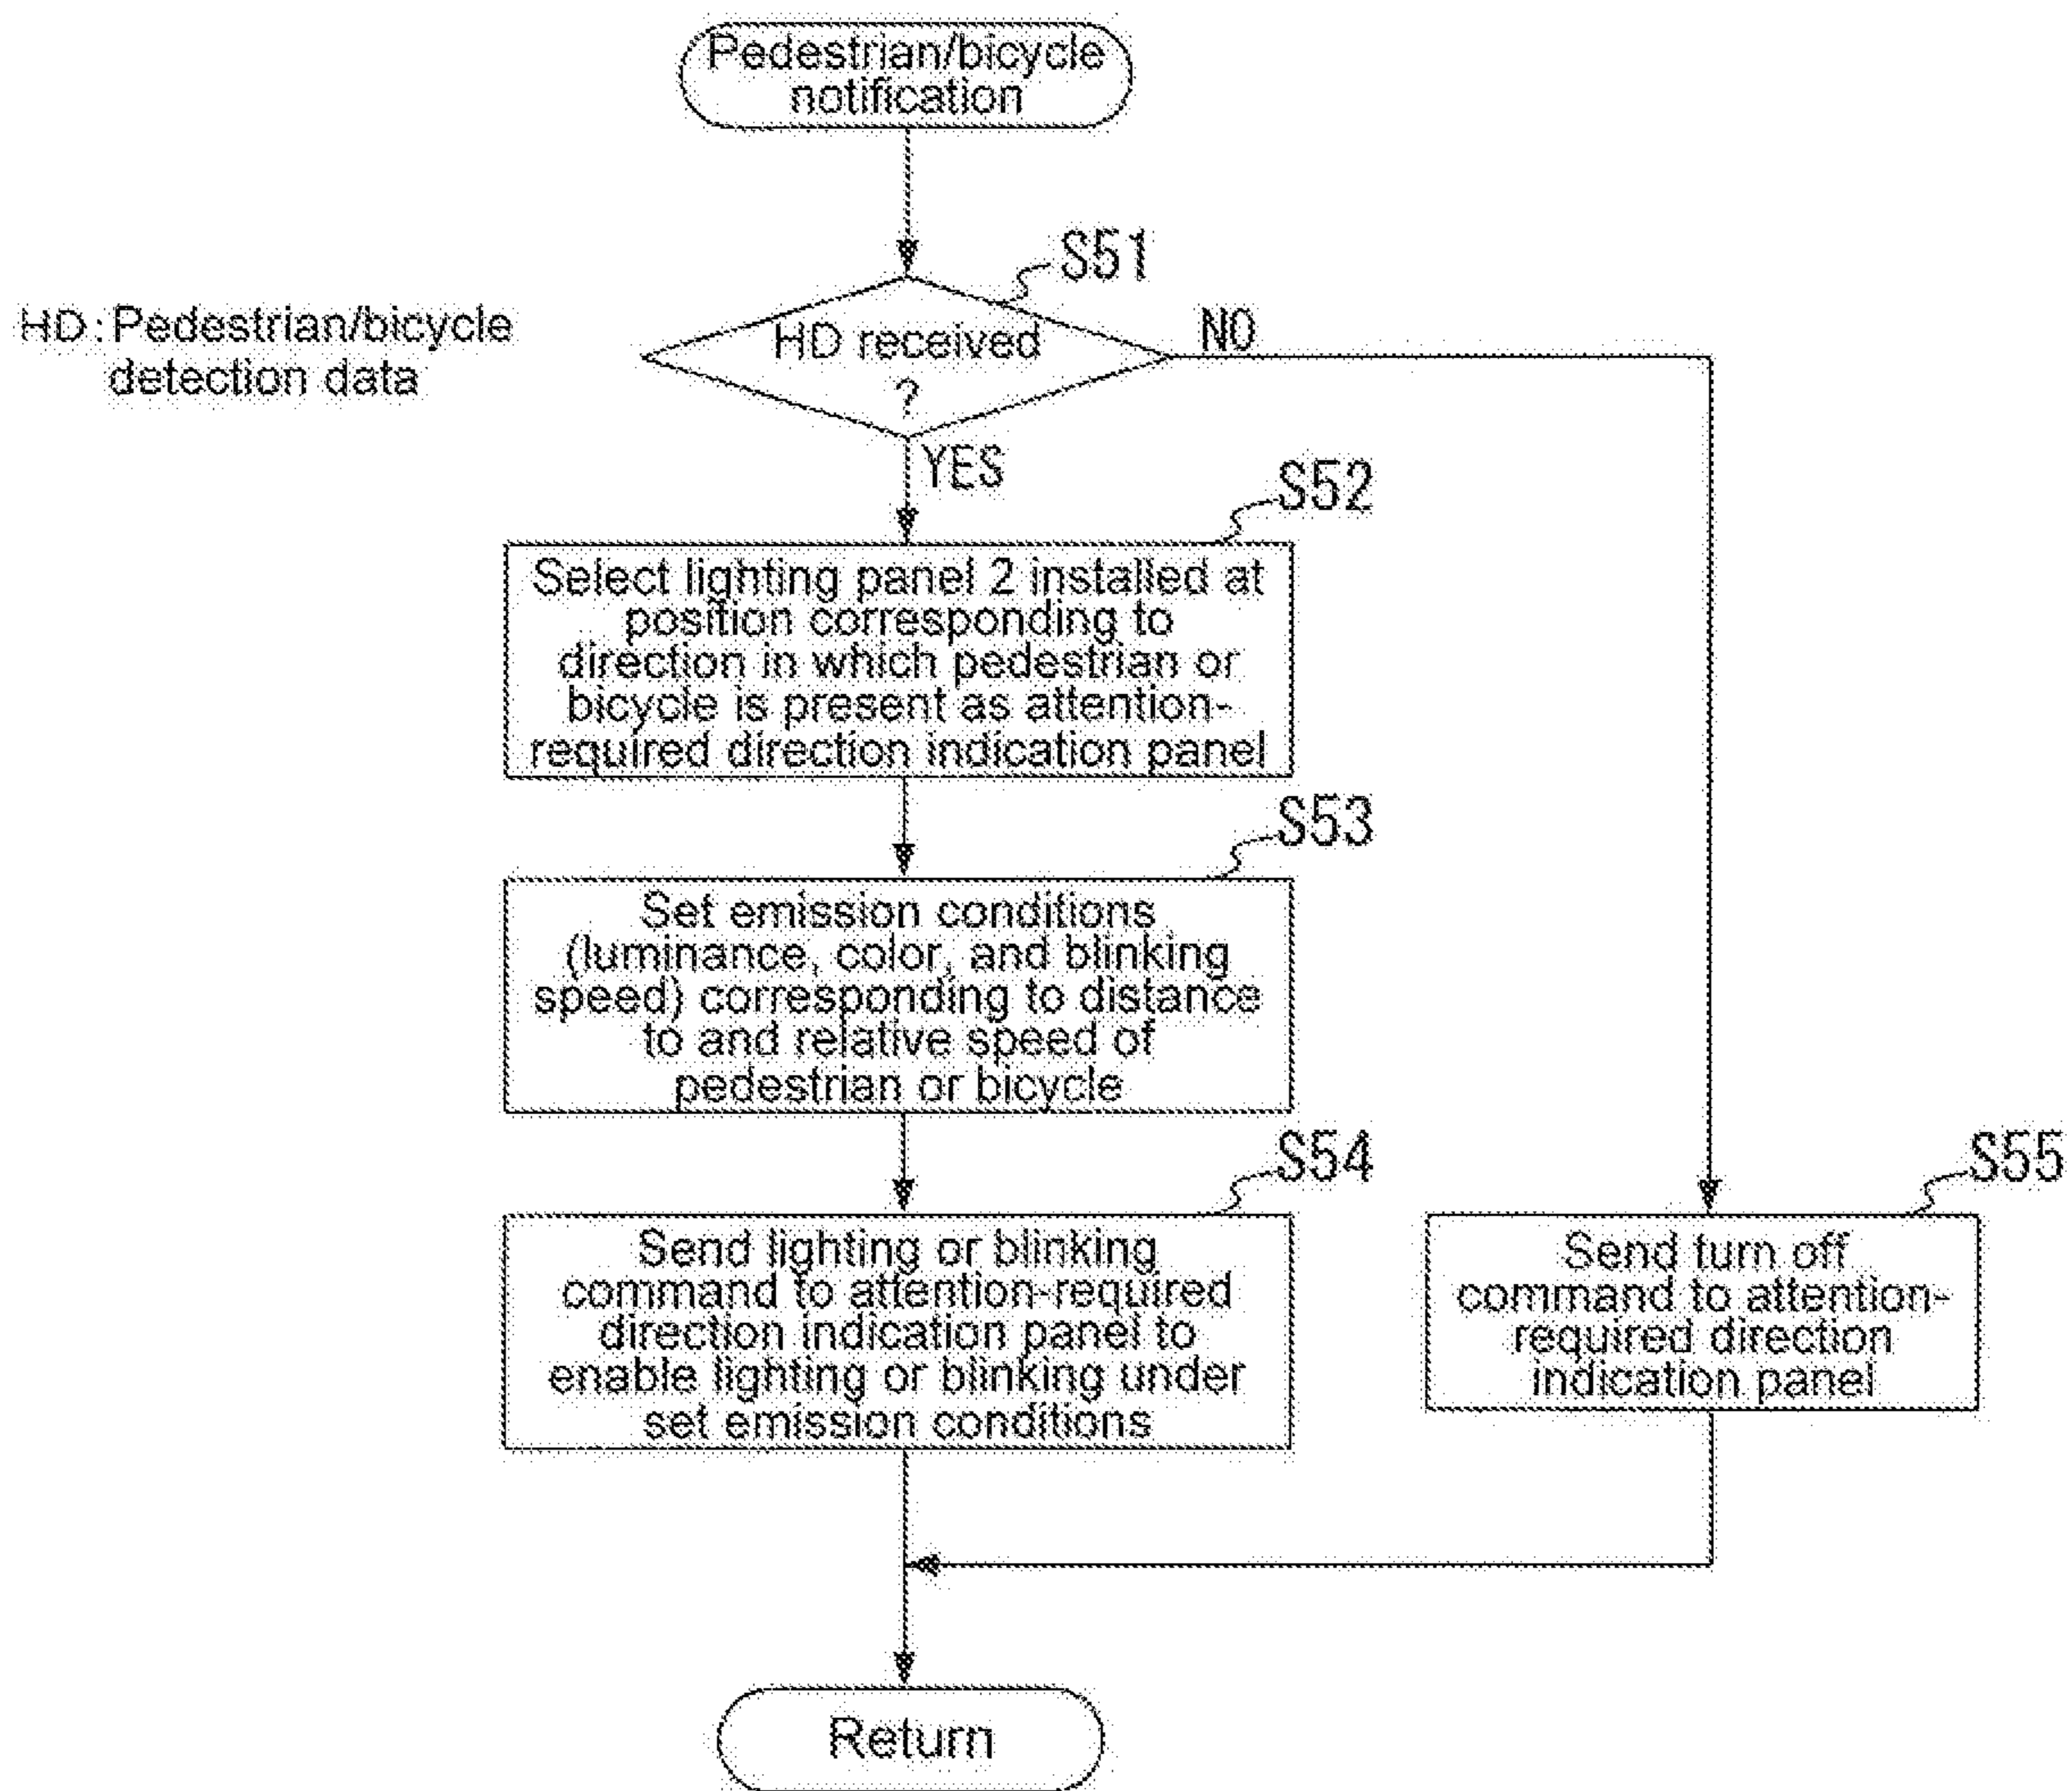 Pedestrian/bicycle
notification
S51
HD: Pedestrian/bicycle
detection data
HD received
?
NO
YES
S52
Select lighting panel 2 installed at
position corresponding to
direction in which pedestrian or
bicycle is present as attention-
required direction indication panel
S53
Set emission conditions
(luminance, color, and blinking
speed) corresponding to distance
to and relative speed of
pedestrian or bicycle
S54
Send lighting or blinking
command to attention-required
direction indication panel to
enable lighting or blinking under
set emission conditions
S55
Send turn off
command to attention-
required direction
indication panel
Return